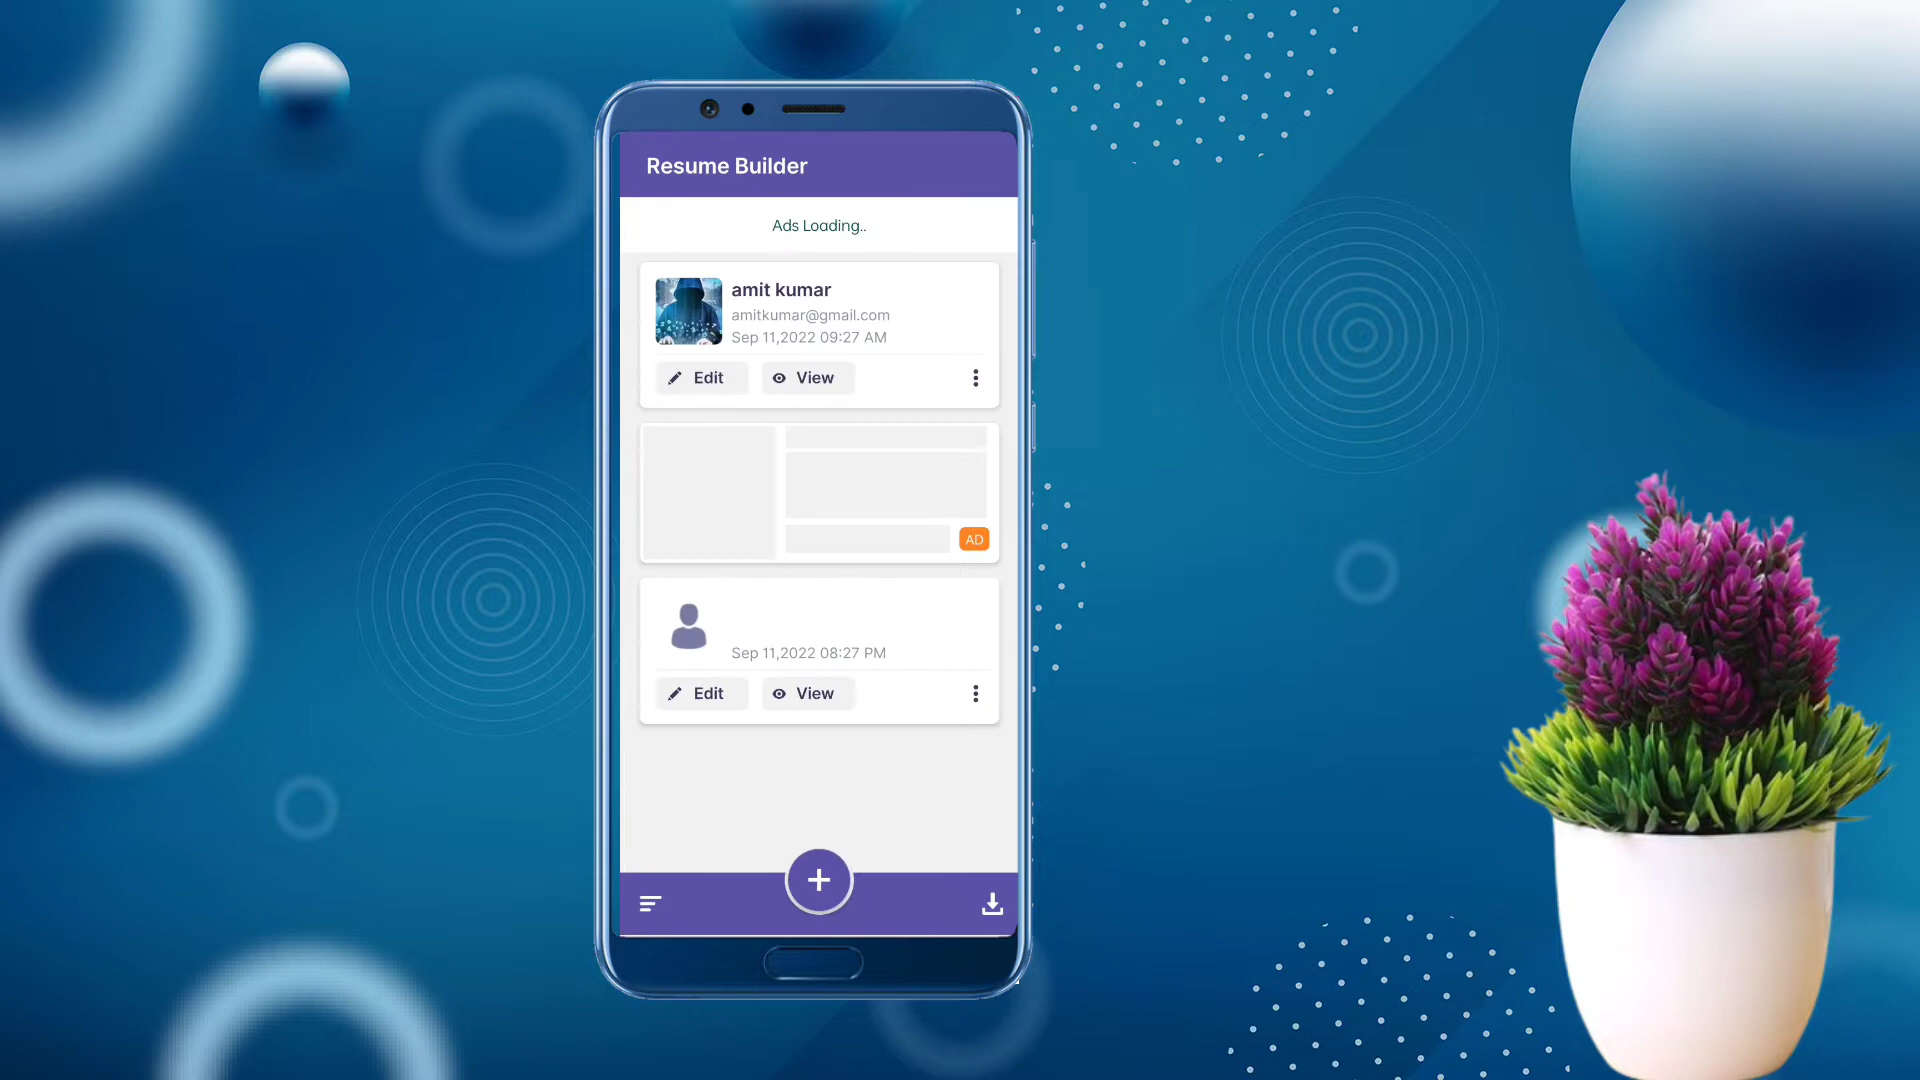 Resume Builder
Ads Loading..
amit kumar
amitkumar@gmail.com
Sep 11,2022 09:27 AM
Edit
View
AD
Sep 11,2022 08:27 PM
Edit
View